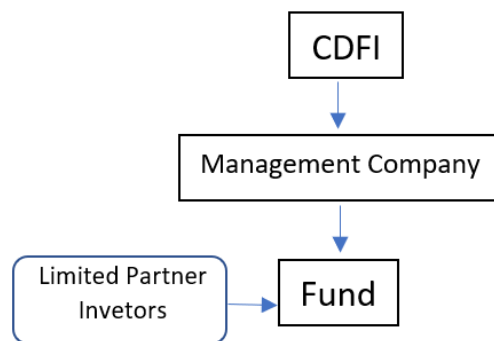 CDFI
Management Company
Limited Partner
Invetors
Fund